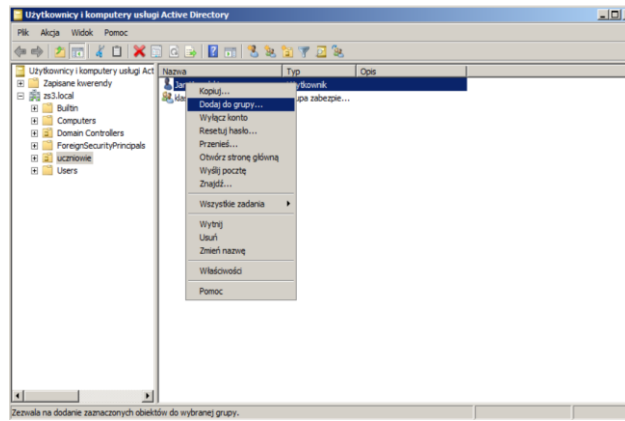 Użytkownicy i komputery usługi Active Directory
Plik Akcja Widok Pomoc
Użytkownicy i komputery usługi Act
Zapisane kwerendy
zs3.local
Builtin
Computers
Domain Controllers
ForeignSecurityPrincipals
uczniowie
Users
Nazwa Typ Opis
Jan
Kopiuj...
Dodaj do grupy...
Wyłącz konto
Resetuj hasło...
Przenieś...
Otwórz stronę główną
Wyślij pocztę
Znajdź...
Wszystkie zadania
Wytnij
Usuń
Zmień nazwę
Właściwości
Pomoc
Zezwala na dodanie zaznaczonych obiektów do wybranej grupy.